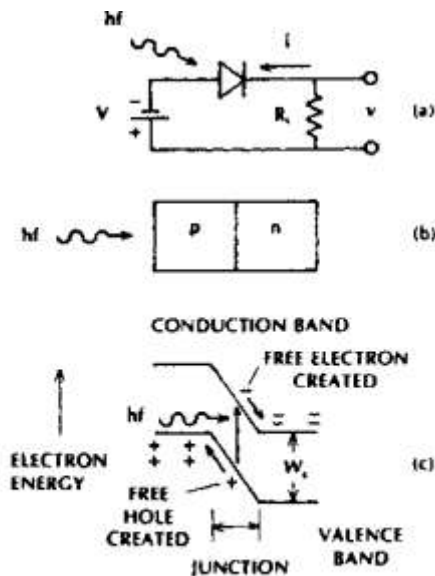 hf
i
V
−
+
R
v
(a)
hf
p
n
(b)
CONDUCTION BAND
FREE ELECTRON
CREATED
−
hf
− −
− −
+ +
+ +
ELECTRON
ENERGY
W
(c)
+
FREE
HOLE
CREATED
VALENCE
BAND
JUNCTION